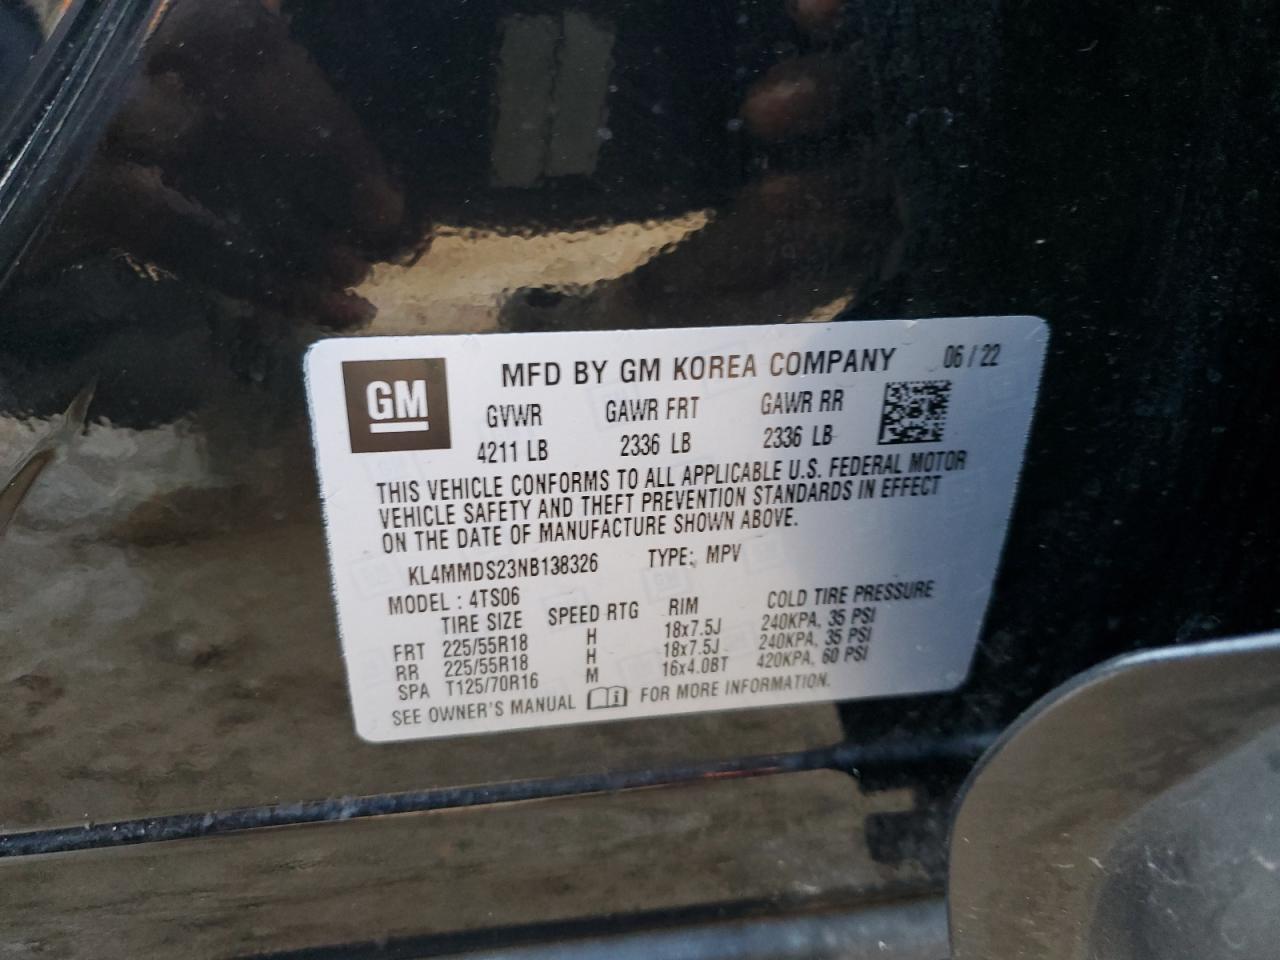 GM
MFD BY GM KOREA COMPANY 06 / 22
GVWR GAWR FRT GAWR RR
4211 LB 2336 LB 2336 LB
THIS VEHICLE CONFORMS TO ALL APPLICABLE U.S. FEDERAL MOTOR
VEHICLE SAFETY AND THEFT PREVENTION STANDARDS IN EFFECT
ON THE DATE OF MANUFACTURE SHOWN ABOVE.
KL4MMDS23NB138326 TYPE: MPV
MODEL : 4TS06
TIRE SIZE SPEED RTG RIM COLD TIRE PRESSURE
FRT 225/55R18 H 18x7.5J 240KPA, 35 PSI
RR 225/55R18 H 18x7.5J 240KPA, 35 PSI
SPA T125/70R16 M 16x4.0BT 420KPA, 60 PSI
SEE OWNER'S MANUAL i FOR MORE INFORMATION.